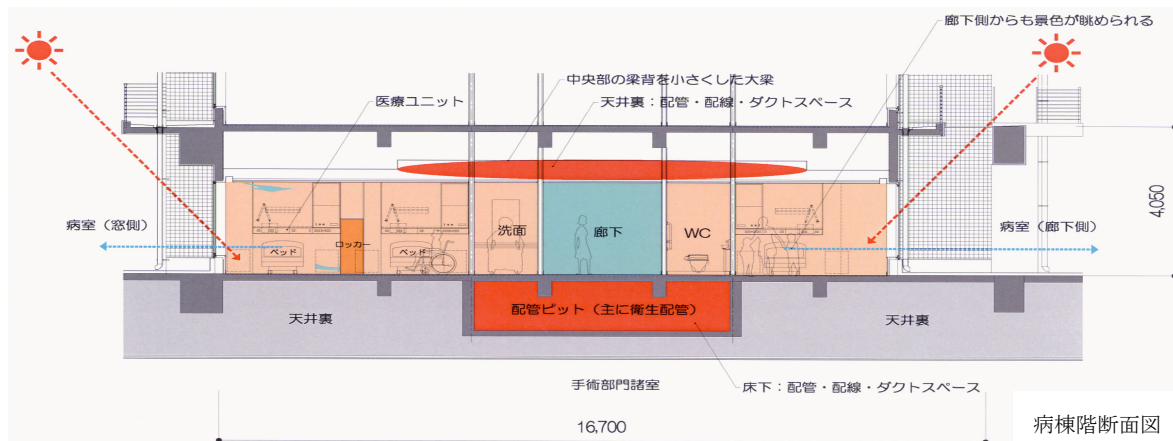 廊下側からも景色が眺められる
中央部の梁背を小さくした大梁
医療ユニット
天井裏：配管・配線・ダクトスペース
4,050
病室（窓側）
病室（廊下側）
洗面
廊下
WC
ロッカー
ベッド
ベッド
配管ピット（主に衛生配管）
天井裏
天井裏
手術部門諸室
床下：配管・配線・ダクトスペース
16,700
病棟階断面図